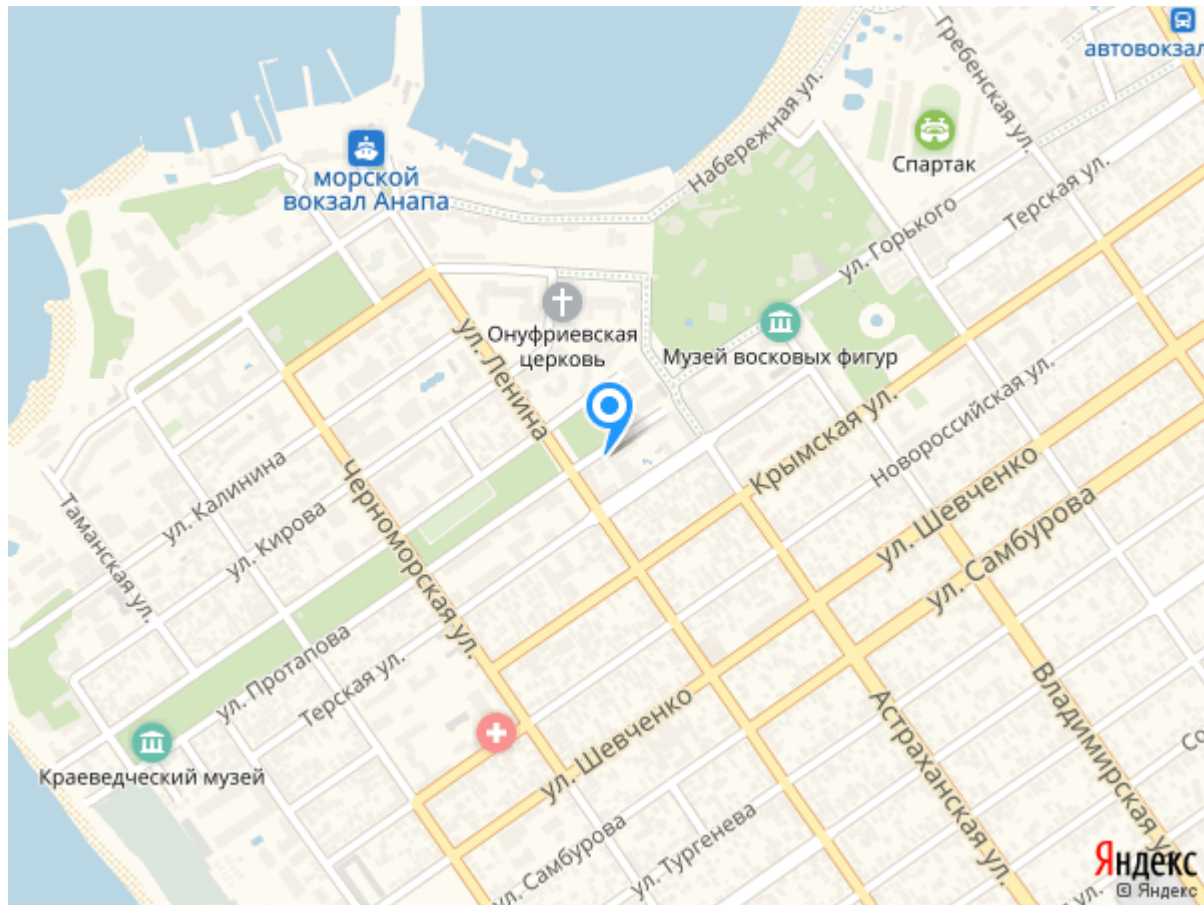 автовокзал
Гребенская ул.
Набережная ул.
Спартак
морской
вокзал Анапа
Терская ул.
ул. Горького
Онуфриевская
церковь
ул. Ленина
Музей восковых фигур
Крымская ул.
Новороссийская ул.
ул. Калинина
ул. Кирова
Черноморская ул.
Таманская ул.
ул. Шевченко
ул. Самбурова
ул. Протапова
Терская ул.
Краеведческий музей
ул. Шевченко
Астраханская ул.
Владимирская ул.
Со
ул. Самбурова
ул. Тургенева
ул.
Яндекс
© Яндекс